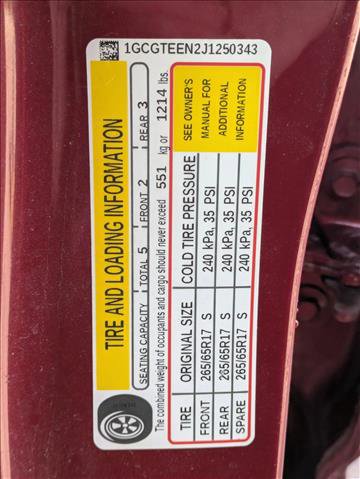 1GCGTEEN2J1250343
TIRE AND LOADING INFORMATION
SEATING CAPACITY TOTAL 5 FRONT 2 REAR 3
The combined weight of occupants and cargo should never exceed 551 kg or 1214 lbs.
TIRE ORIGINAL SIZE COLD TIRE PRESSURE
FRONT 265/65R17 S 240 kPa, 35 PSI
REAR 265/65R17 S 240 kPa, 35 PSI
SPARE 265/65R17 S 240 kPa, 35 PSI
SEE OWNER'S
MANUAL FOR
ADDITIONAL
INFORMATION